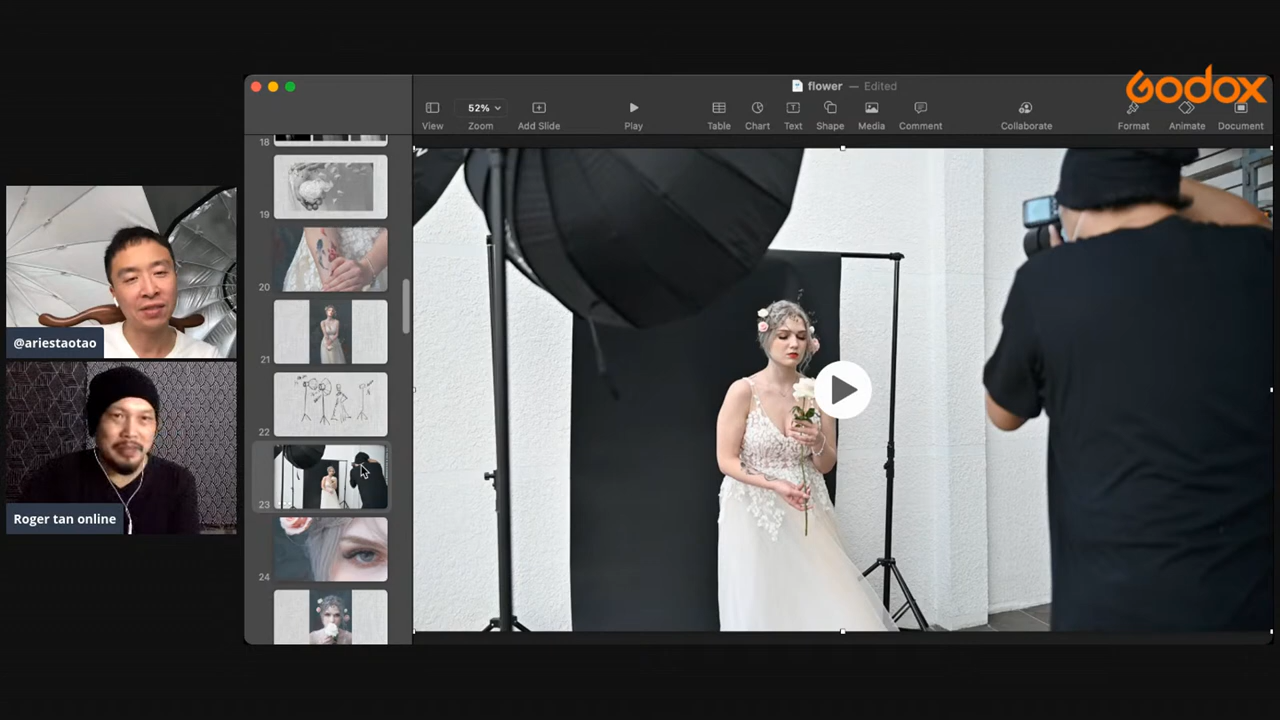 flower — Edited
Godox
52%
View
Zoom
Add Slide
Play
Table
Chart
Text
Shape
Media
Comment
Collaborate
Format
Animate
Document
18
19
20
21
22
23
24
@ariestaotao
Roger tan online